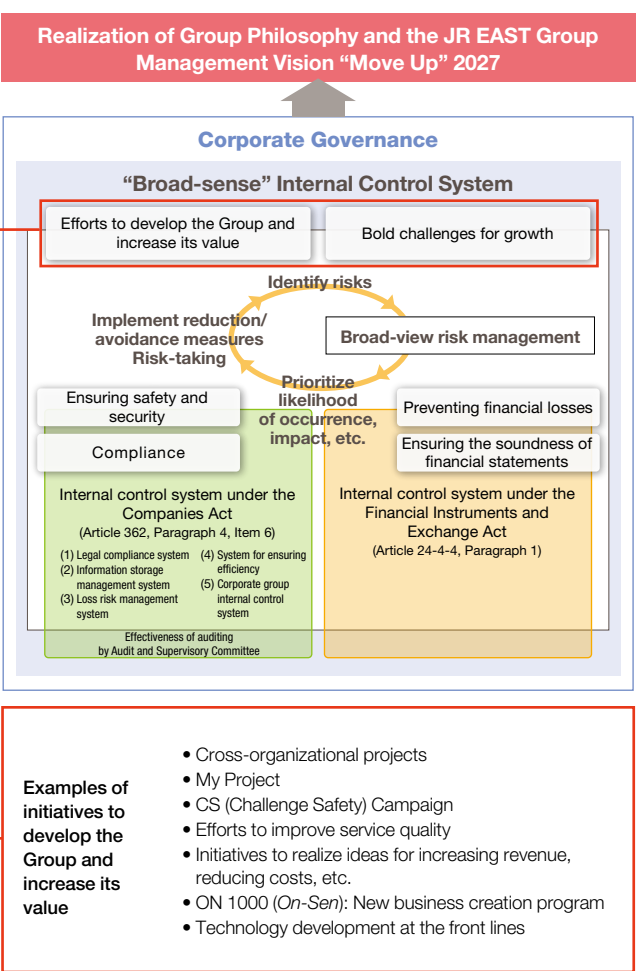 Realization of Group Philosophy and the JR EAST Group
Management Vision “Move Up” 2027
Corporate Governance
“Broad-sense” Internal Control System
Efforts to develop the Group and
increase its value
Bold challenges for growth
Identify risks
Implement reduction/
avoidance measures
Risk-taking
Broad-view risk management
Prioritize
likelihood
of occurrence,
impact, etc.
Ensuring safety and
security
Compliance
Preventing financial losses
Ensuring the soundness of
financial statements
Internal control system under the
Companies Act
(Article 362, Paragraph 4, Item 6)
(1) Legal compliance system
(2) Information storage
management system
(3) Loss risk management
system
(4) System for ensuring
efficiency
(5) Corporate group
internal control
system
Effectiveness of auditing
by Audit and Supervisory Committee
Internal control system under the
Financial Instruments and
Exchange Act
(Article 24-4-4, Paragraph 1)
Examples of
initiatives to
develop the
Group and
increase its
value
• Cross-organizational projects
• My Project
• CS (Challenge Safety) Campaign
• Efforts to improve service quality
• Initiatives to realize ideas for increasing revenue,
reducing costs, etc.
• ON 1000 (On-Sen): New business creation program
• Technology development at the front lines